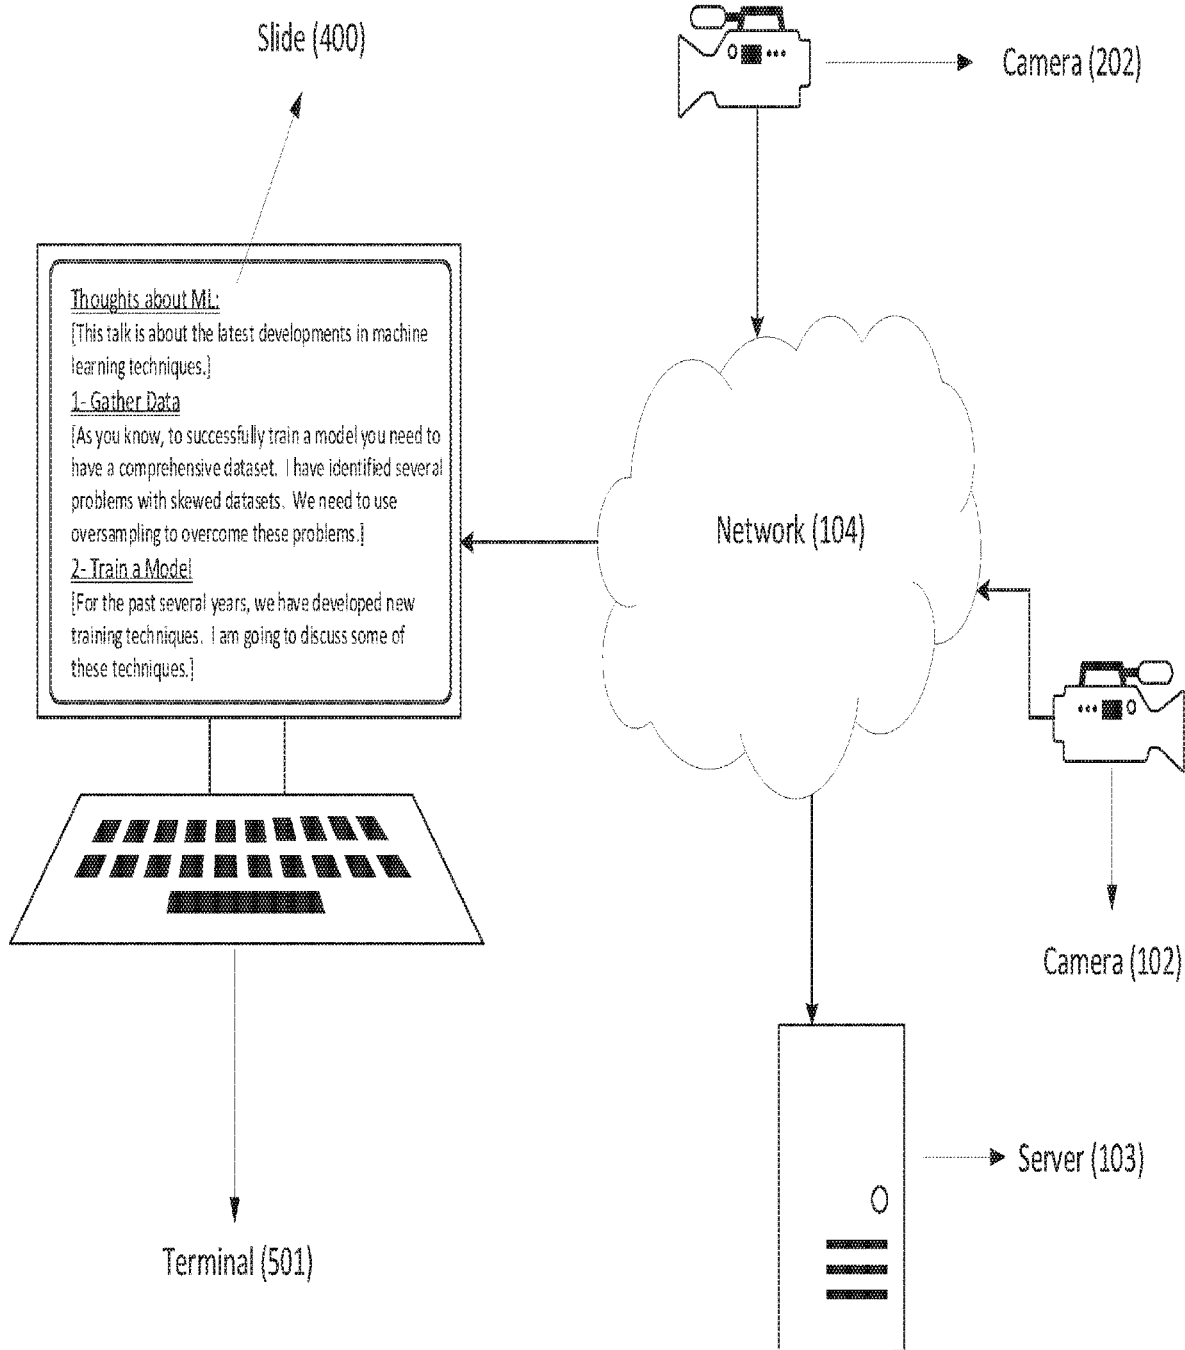 Slide (400)
Camera (202)
Thoughts about ML:
[This talk is about the latest developments in machine
learning techniques.]
1- Gather Data
[As you know, to successfully train a model you need to
have a comprehensive dataset.  I have identified several
problems with skewed datasets.  We need to use
oversampling to overcome these problems.]
2- Train a Model
[For the past several years, we have developed new
training techniques.  I am going to discuss some of
these techniques.]
Network (104)
Camera (102)
Server (103)
Terminal (501)